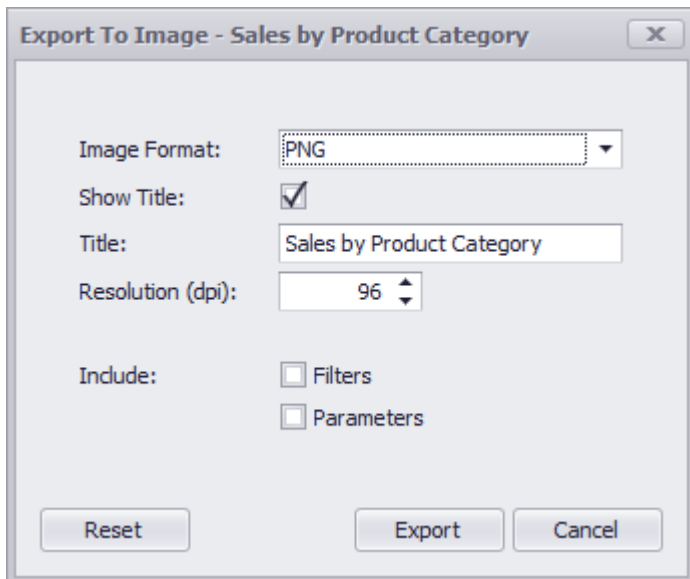 Export To Image - Sales by Product Category
Image Format: PNG
Show Title:
Title: Sales by Product Category
Resolution (dpi): 96
Include: Filters
Parameters
Reset Export Cancel